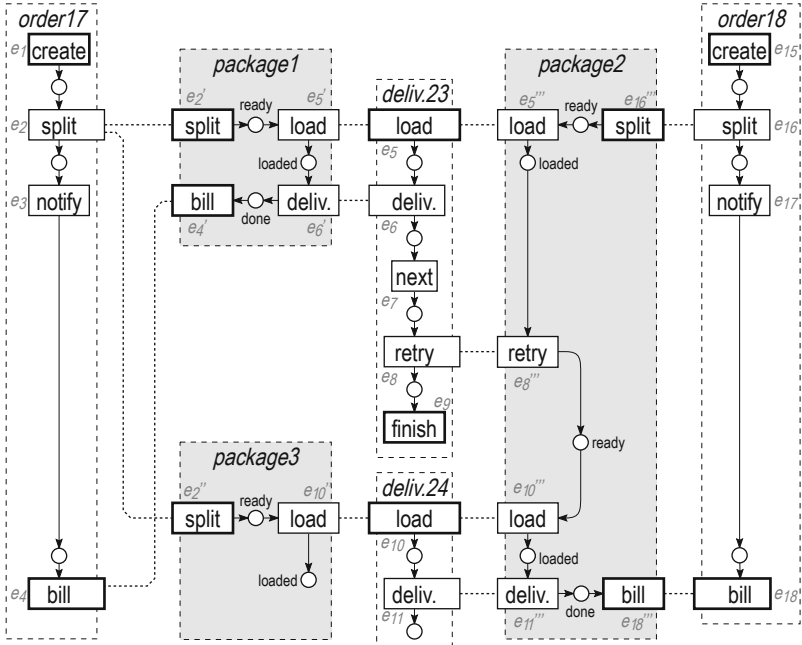 order17
order18
e1 create
package1
package2
create e15
e2'
ready
e5'
deliv.23
e5'''
ready
e16'''
e2 split
split
load
load
load
split
split e16
loaded
e5
loaded
e3 notify
bill
done
deliv.
deliv.
notify e17
e4'
e6'
e6
next
e7
retry
retry
e8
e8'''
e9
finish
ready
package3
deliv.24
e2''
ready
e10''
e10'''
split
load
load
load
e10
loaded
loaded
e4 bill
deliv.
deliv.
done
bill
bill e18
e11
e11'''
e18'''